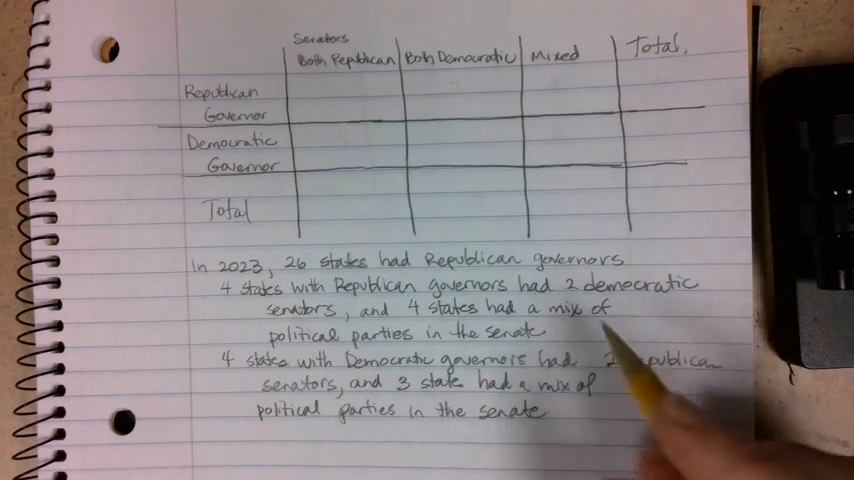 Senators
Both Republican Both Democratic Mixed Total.
Republican
Governor
Democratic
Governor
Total
In 2023, 26 states had Republican governors
4 states with Republican governors had 2 democratic
senators, and 4 states had a mix of
political parties in the senate
4 states with Democratic governors had 2
senators, and 3 state had a mix of
political parties in the senate